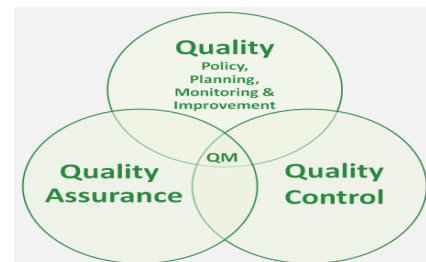 Quality
Policy,
Planning,
Monitoring &
Improvement
QM
Quality
Assurance
Quality
Control